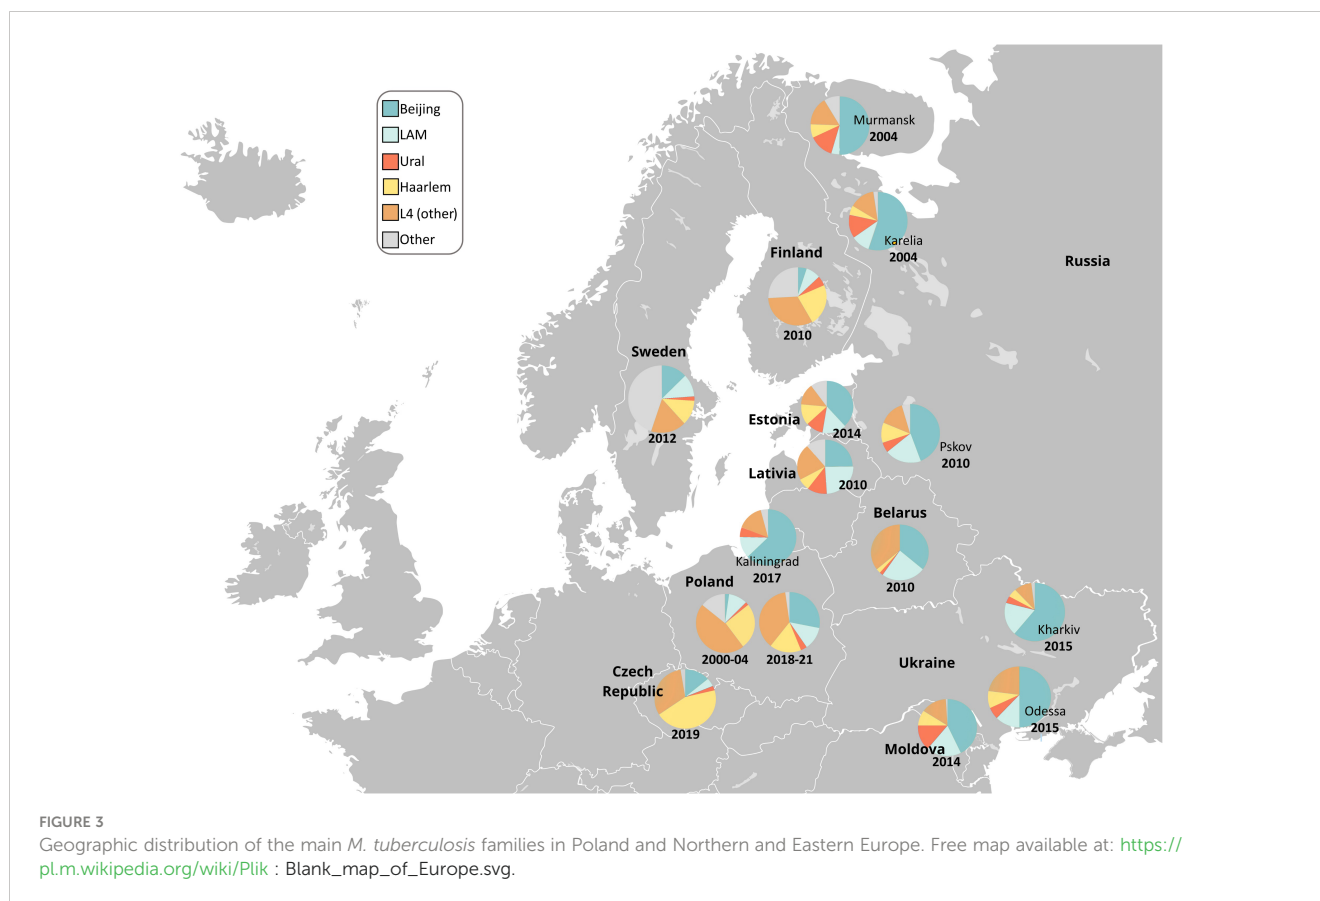 Beijing
LAM
Ural
Haarlem
L4 (other)
Other
Murmansk
2004
Karelia
2004
Russia
Finland
2010
Sweden
2012
Estonia
2014
Pskov
2010
Lativia
2010
Belarus
2010
Kaliningrad
2017
Poland
2000-04
2018-21
Kharkiv
2015
Ukraine
Czech
Republic
2019
Odessa
2015
Moldova
2014
FIGURE 3
Geographic distribution of the main M. tuberculosis families in Poland and Northern and Eastern Europe. Free map available at: https://
pl.m.wikipedia.org/wiki/Plik : Blank_map_of_Europe.svg.